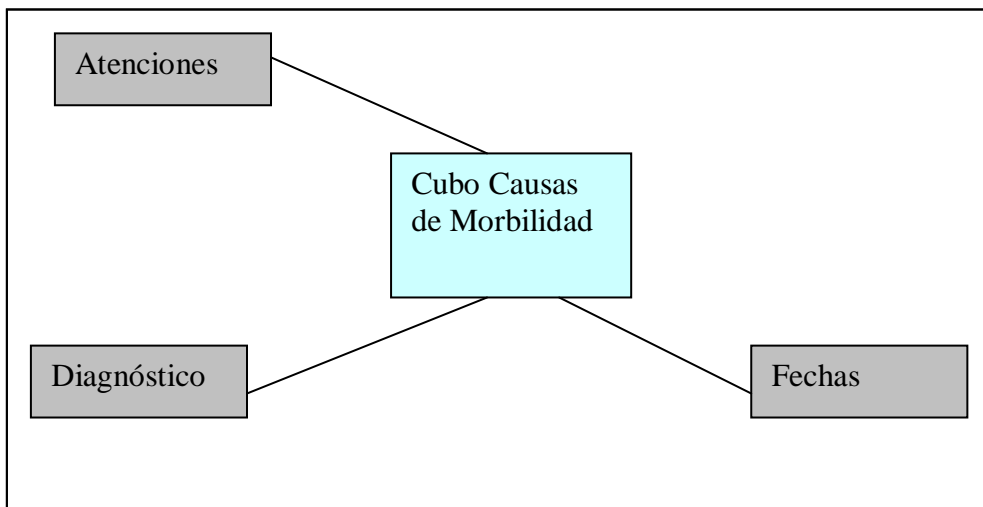 Atenciones
Cubo Causas
de Morbilidad
Diagnóstico
Fechas